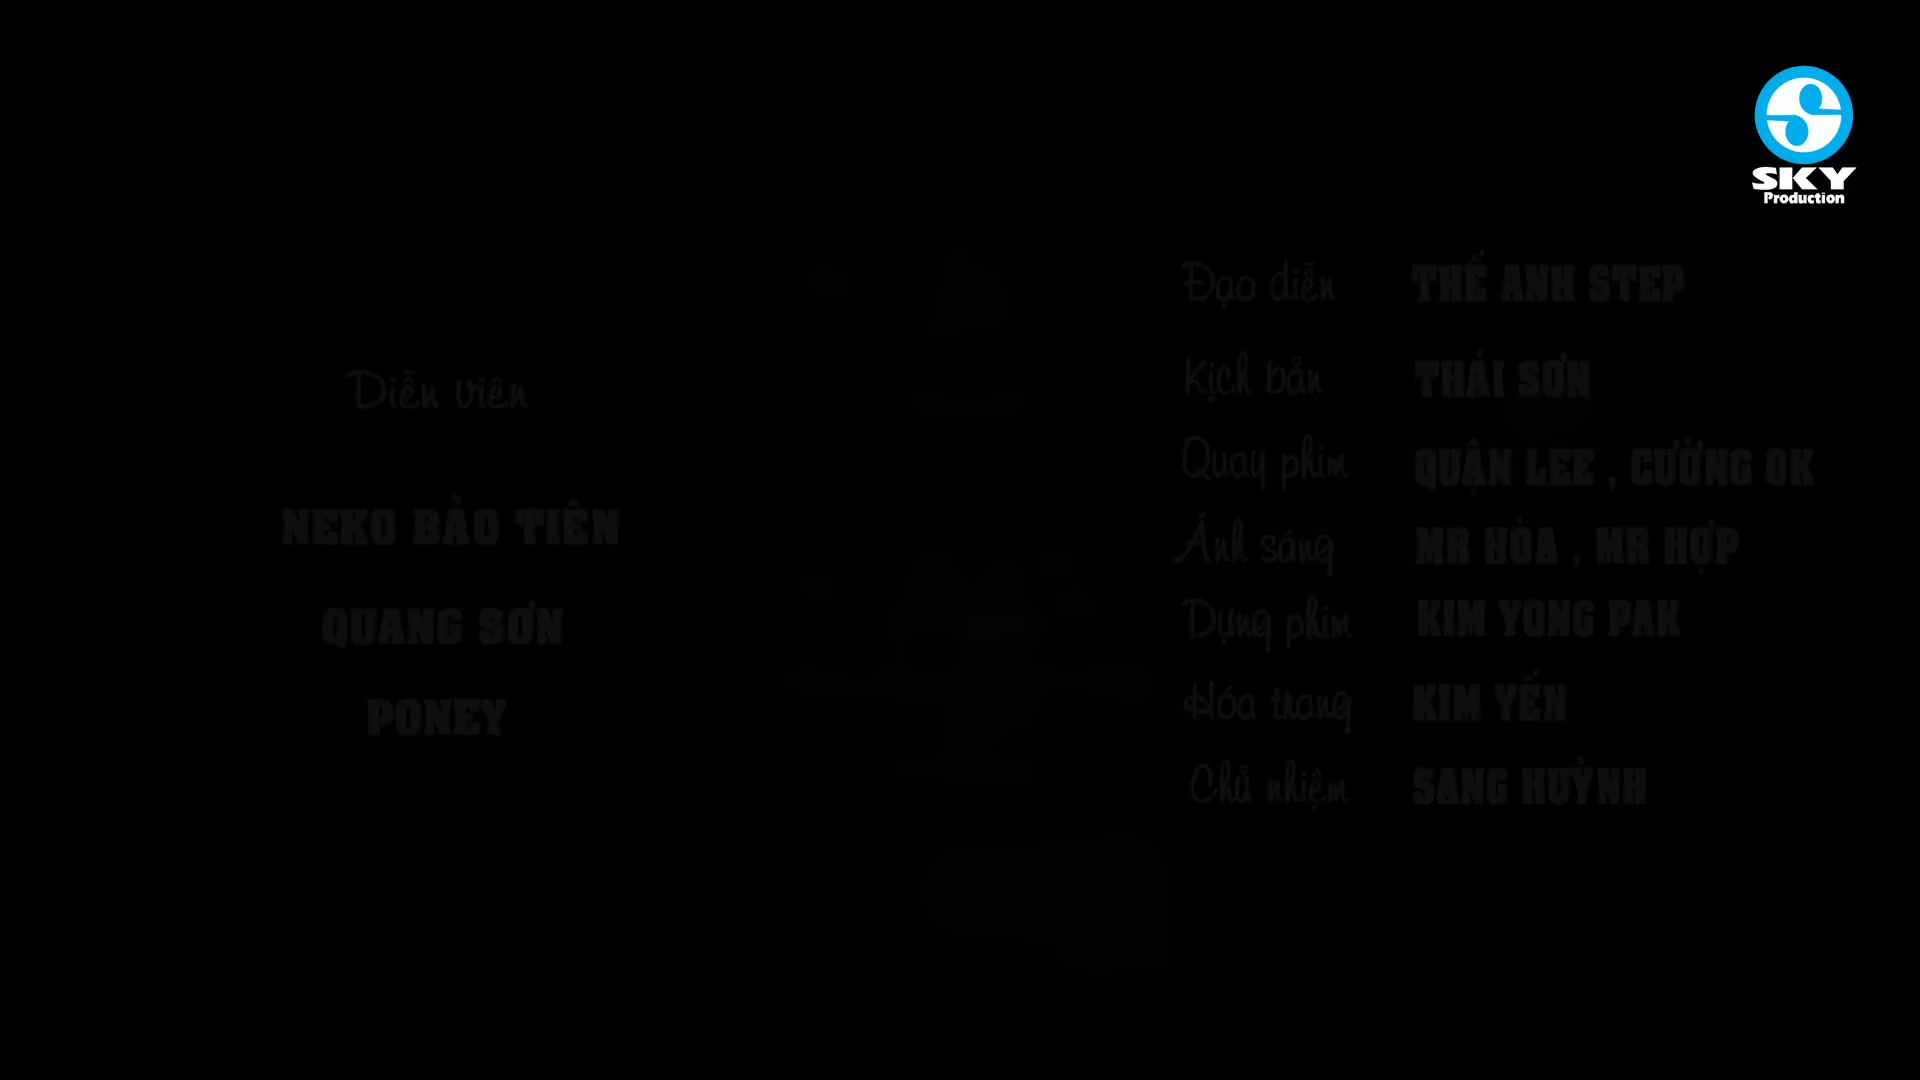 SKY
Production
Diễn viên
NEKO BẢO TIÊN
QUANG SƠN
PONEY
Đạo diễn THẾ ANH STEP
Kịch bản THÁI SƠN
Quay phim QUẬN LEE , CƯỜNG OK
Ánh sáng MR HÒA , MR HỢP
Dựng phim KIM YONG PAK
Hóa trang KIM YẾN
Chủ nhiệm SANG HUỲNH